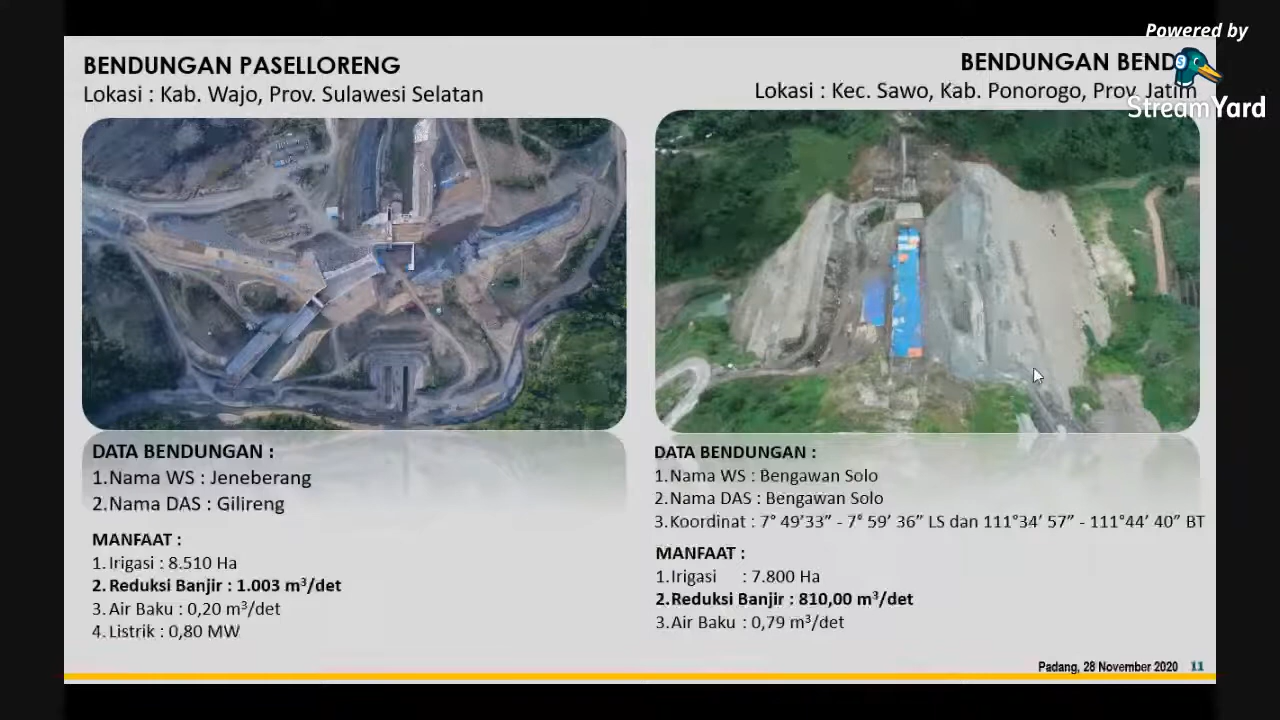 Powered by
StreamYard
BENDUNGAN PASELLORENG
Lokasi : Kab. Wajo, Prov. Sulawesi Selatan
DATA BENDUNGAN :
1.Nama WS : Jeneberang
2.Nama DAS : Gilireng
MANFAAT :
1. Irigasi : 8.510 Ha
2. Reduksi Banjir : 1.003 m³/det
3. Air Baku : 0,20 m³/det
4. Listrik : 0,80 MW
BENDUNGAN BEND
Lokasi : Kec. Sawo, Kab. Ponorogo, Prov. Jatim
DATA BENDUNGAN :
1.Nama WS : Bengawan Solo
2.Nama DAS : Bengawan Solo
3.Koordinat : 7° 49’33” - 7° 59’ 36” LS dan 111°34’ 57” - 111°44’ 40” BT
MANFAAT :
1.Irigasi : 7.800 Ha
2.Reduksi Banjir : 810,00 m³/det
3.Air Baku : 0,79 m³/det
Padang, 28 November 2020 11